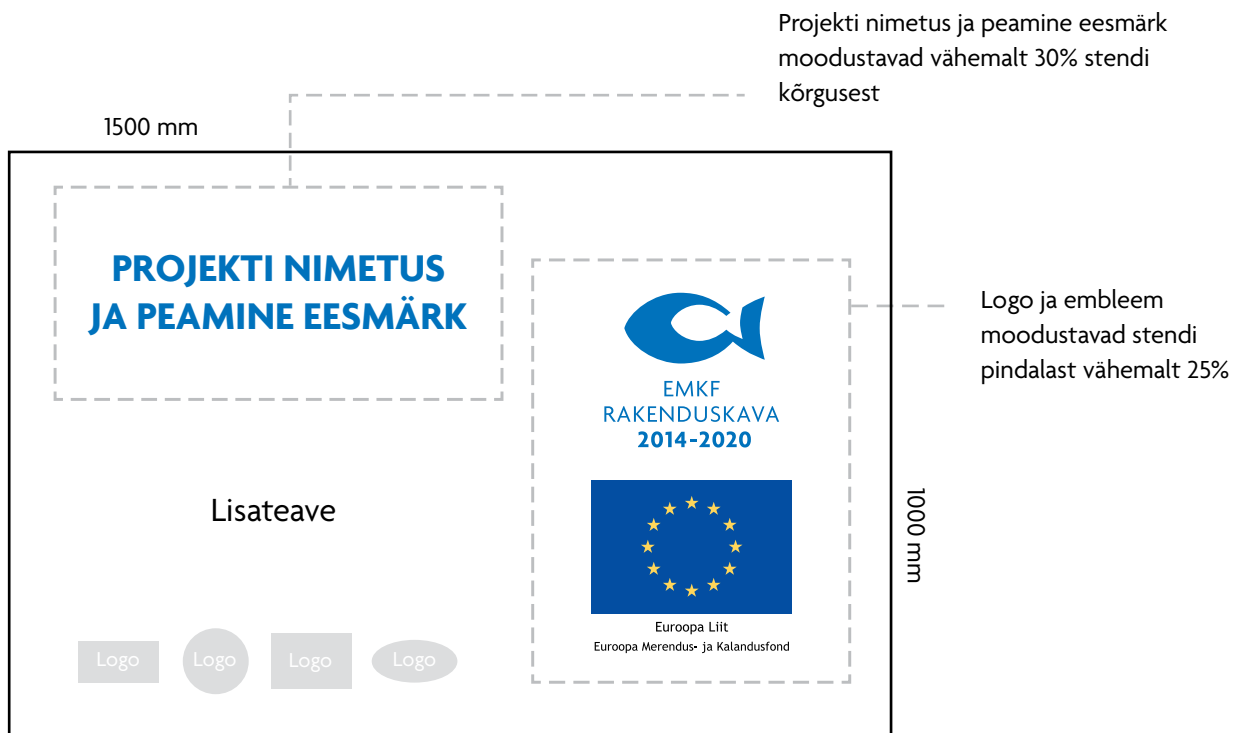 Projekti nimetus ja peamine eesmärk
moodustavad vähemalt 30% stendi
kõrgusest
1500 mm
PROJEKTI NIMETUS
JA PEAMINE EESMÄRK
Logo ja embleem
moodustavad stendi
pindalast vähemalt 25%
EMKF
RAKENDUSKAVA
2014-2020
Lisateave
1000 mm
Euroopa Liit
Euroopa Merendus- ja Kalandusfond
Logo
Logo
Logo
Logo